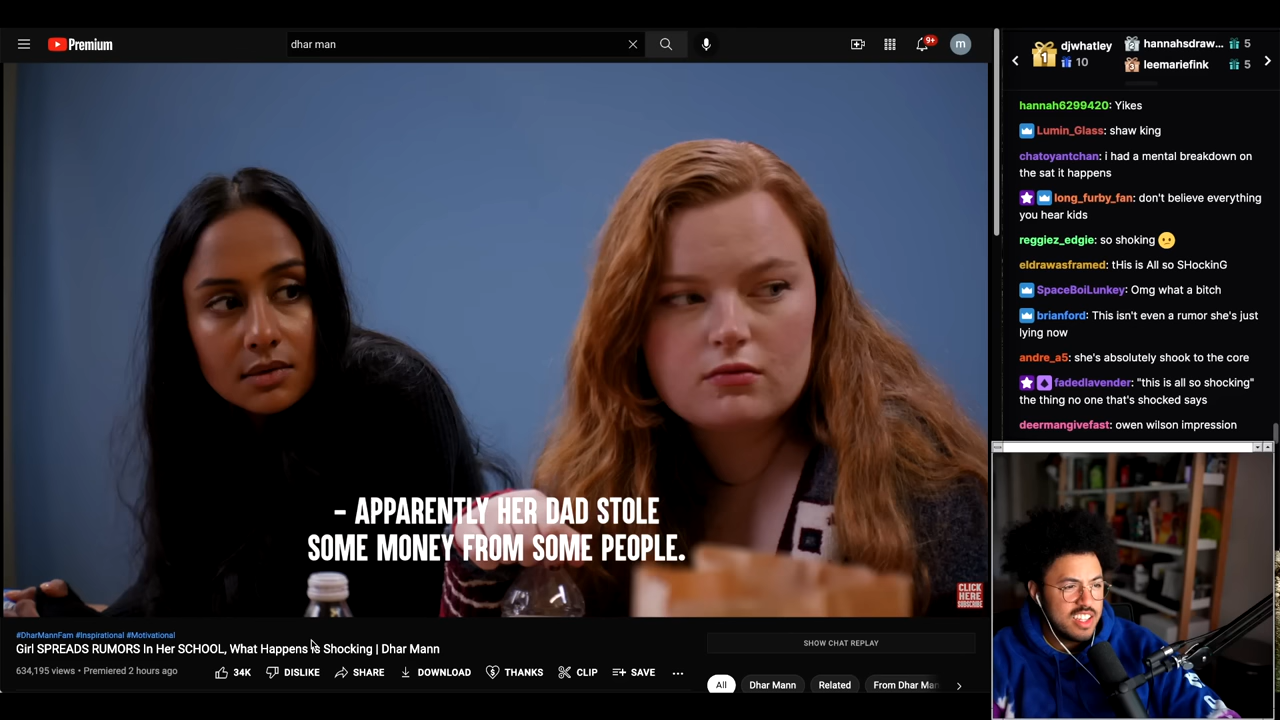 Premium
dhar man
9+
m
- APPARENTLY HER DAD STOLE
SOME MONEY FROM SOME PEOPLE.
CLICK
HERE
SUBSCRIBE
#DharMannFam #Inspirational #Motivational
Girl SPREADS RUMORS In Her SCHOOL, What Happens Is Shocking | Dhar Mann
634,195 views • Premiered 2 hours ago
34K
DISLIKE
SHARE
DOWNLOAD
THANKS
CLIP
SAVE
SHOW CHAT REPLAY
All
Dhar Mann
Related
From Dhar Man
1
djwhatley
10
2
hannahsdraw...
5
3
leemariefink
5
hannah6299420: Yikes
Lumin_Glass: shaw king
chatoyantchan: i had a mental breakdown on
the sat it happens
long_furby_fan: don't believe everything
you hear kids
reggiez_edgie: so shoking 😐
eldrawasframed: tHis is All so SHockinG
SpaceBoiLunkey: Omg what a bitch
brianford: This isn't even a rumor she's just
lying now
andre_a5: she's absolutely shook to the core
fadedlavender: "this is all so shocking"
the thing no one that's shocked says
deermangivefast: owen wilson impression